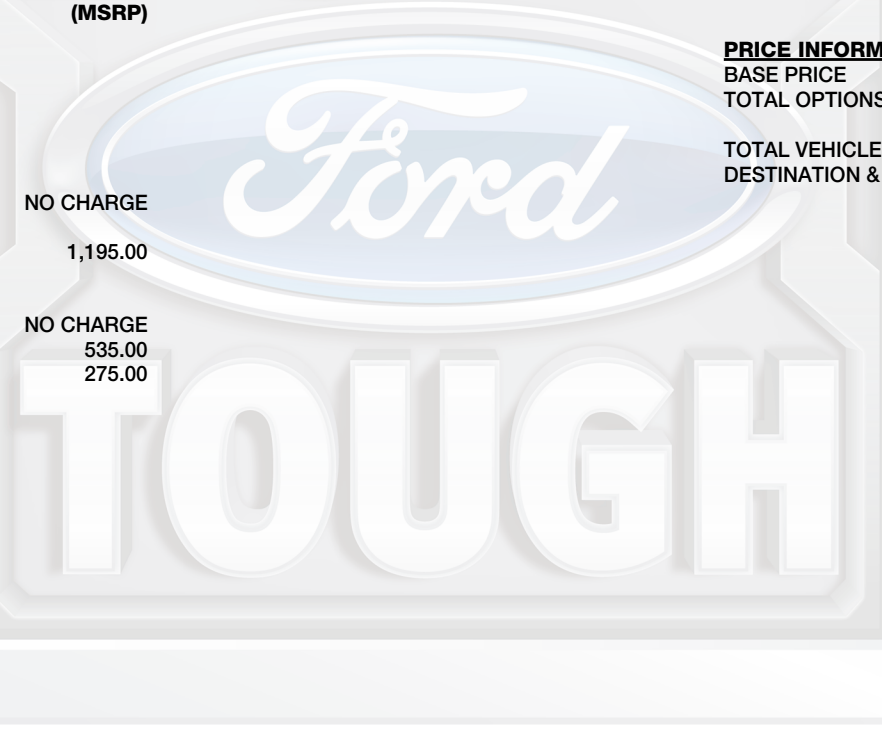 (MSRP)
NO CHARGE
1,195.00
NO CHARGE
535.00
275.00
PRICE INFORM
BASE PRICE
TOTAL OPTIONS
TOTAL VEHICLE
DESTINATION &
Ford
TOUGH